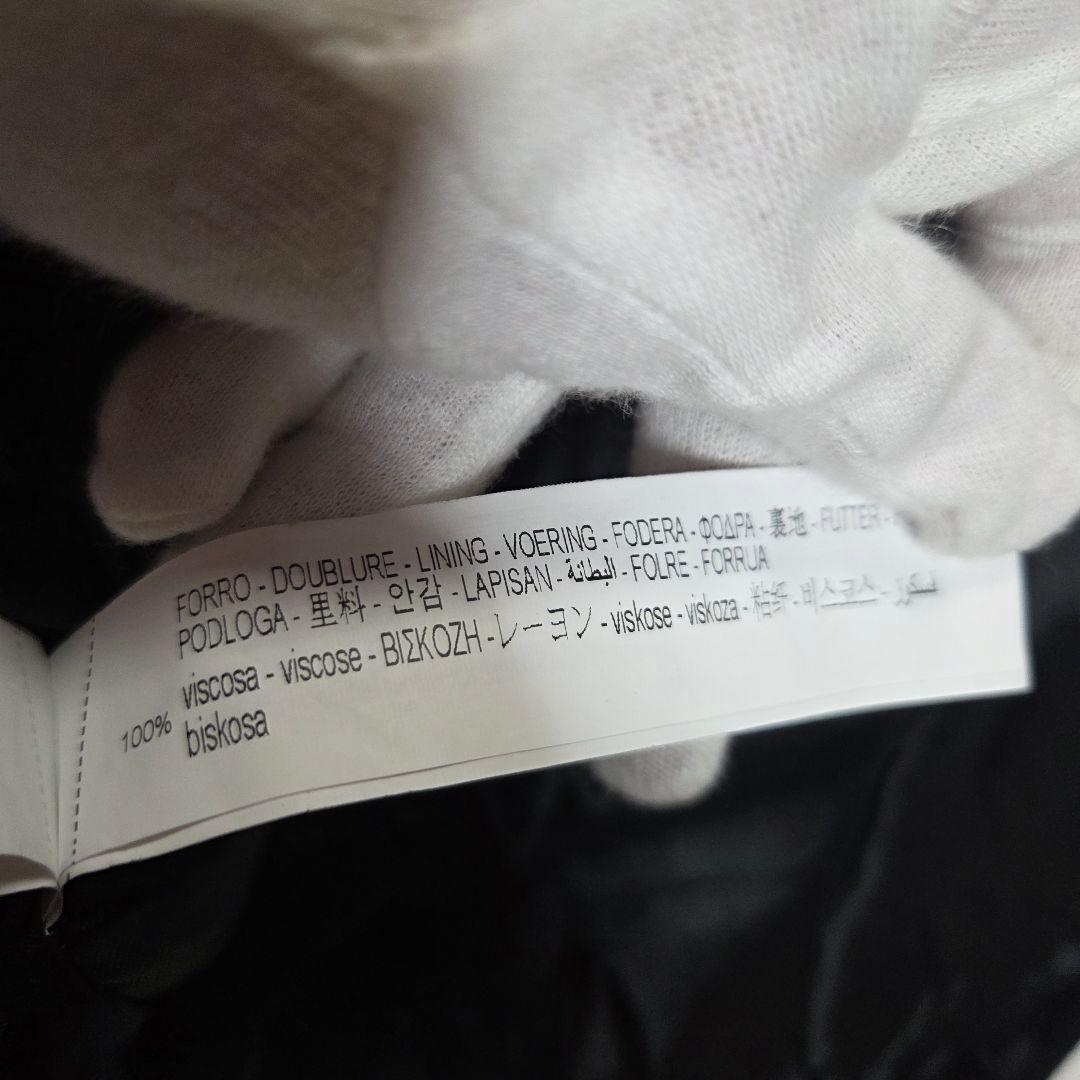 FORRO - DOUBLURE - LINING - VOERING - FODERA - ΦΟΔΡΑ - 裏地 - FUTTER -
PODLOGA - 里料 - 안감 - LAPISAN - البطانة - FOLRE - FORRUA
viscosa - viscose - ΒΙΣΚΟΖΗ - レーヨン - viskose - viskoza - 粘纤 - 비스코스 - فسكوز
100% biskosa